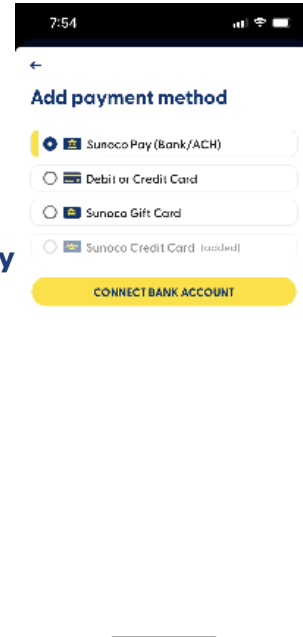 7:54
Add payment method
Sunoco Pay (Bank/ACH)
Debit or Credit Card
Sunoco Gift Card
Sunoco Credit Card (added)
y
CONNECT BANK ACCOUNT